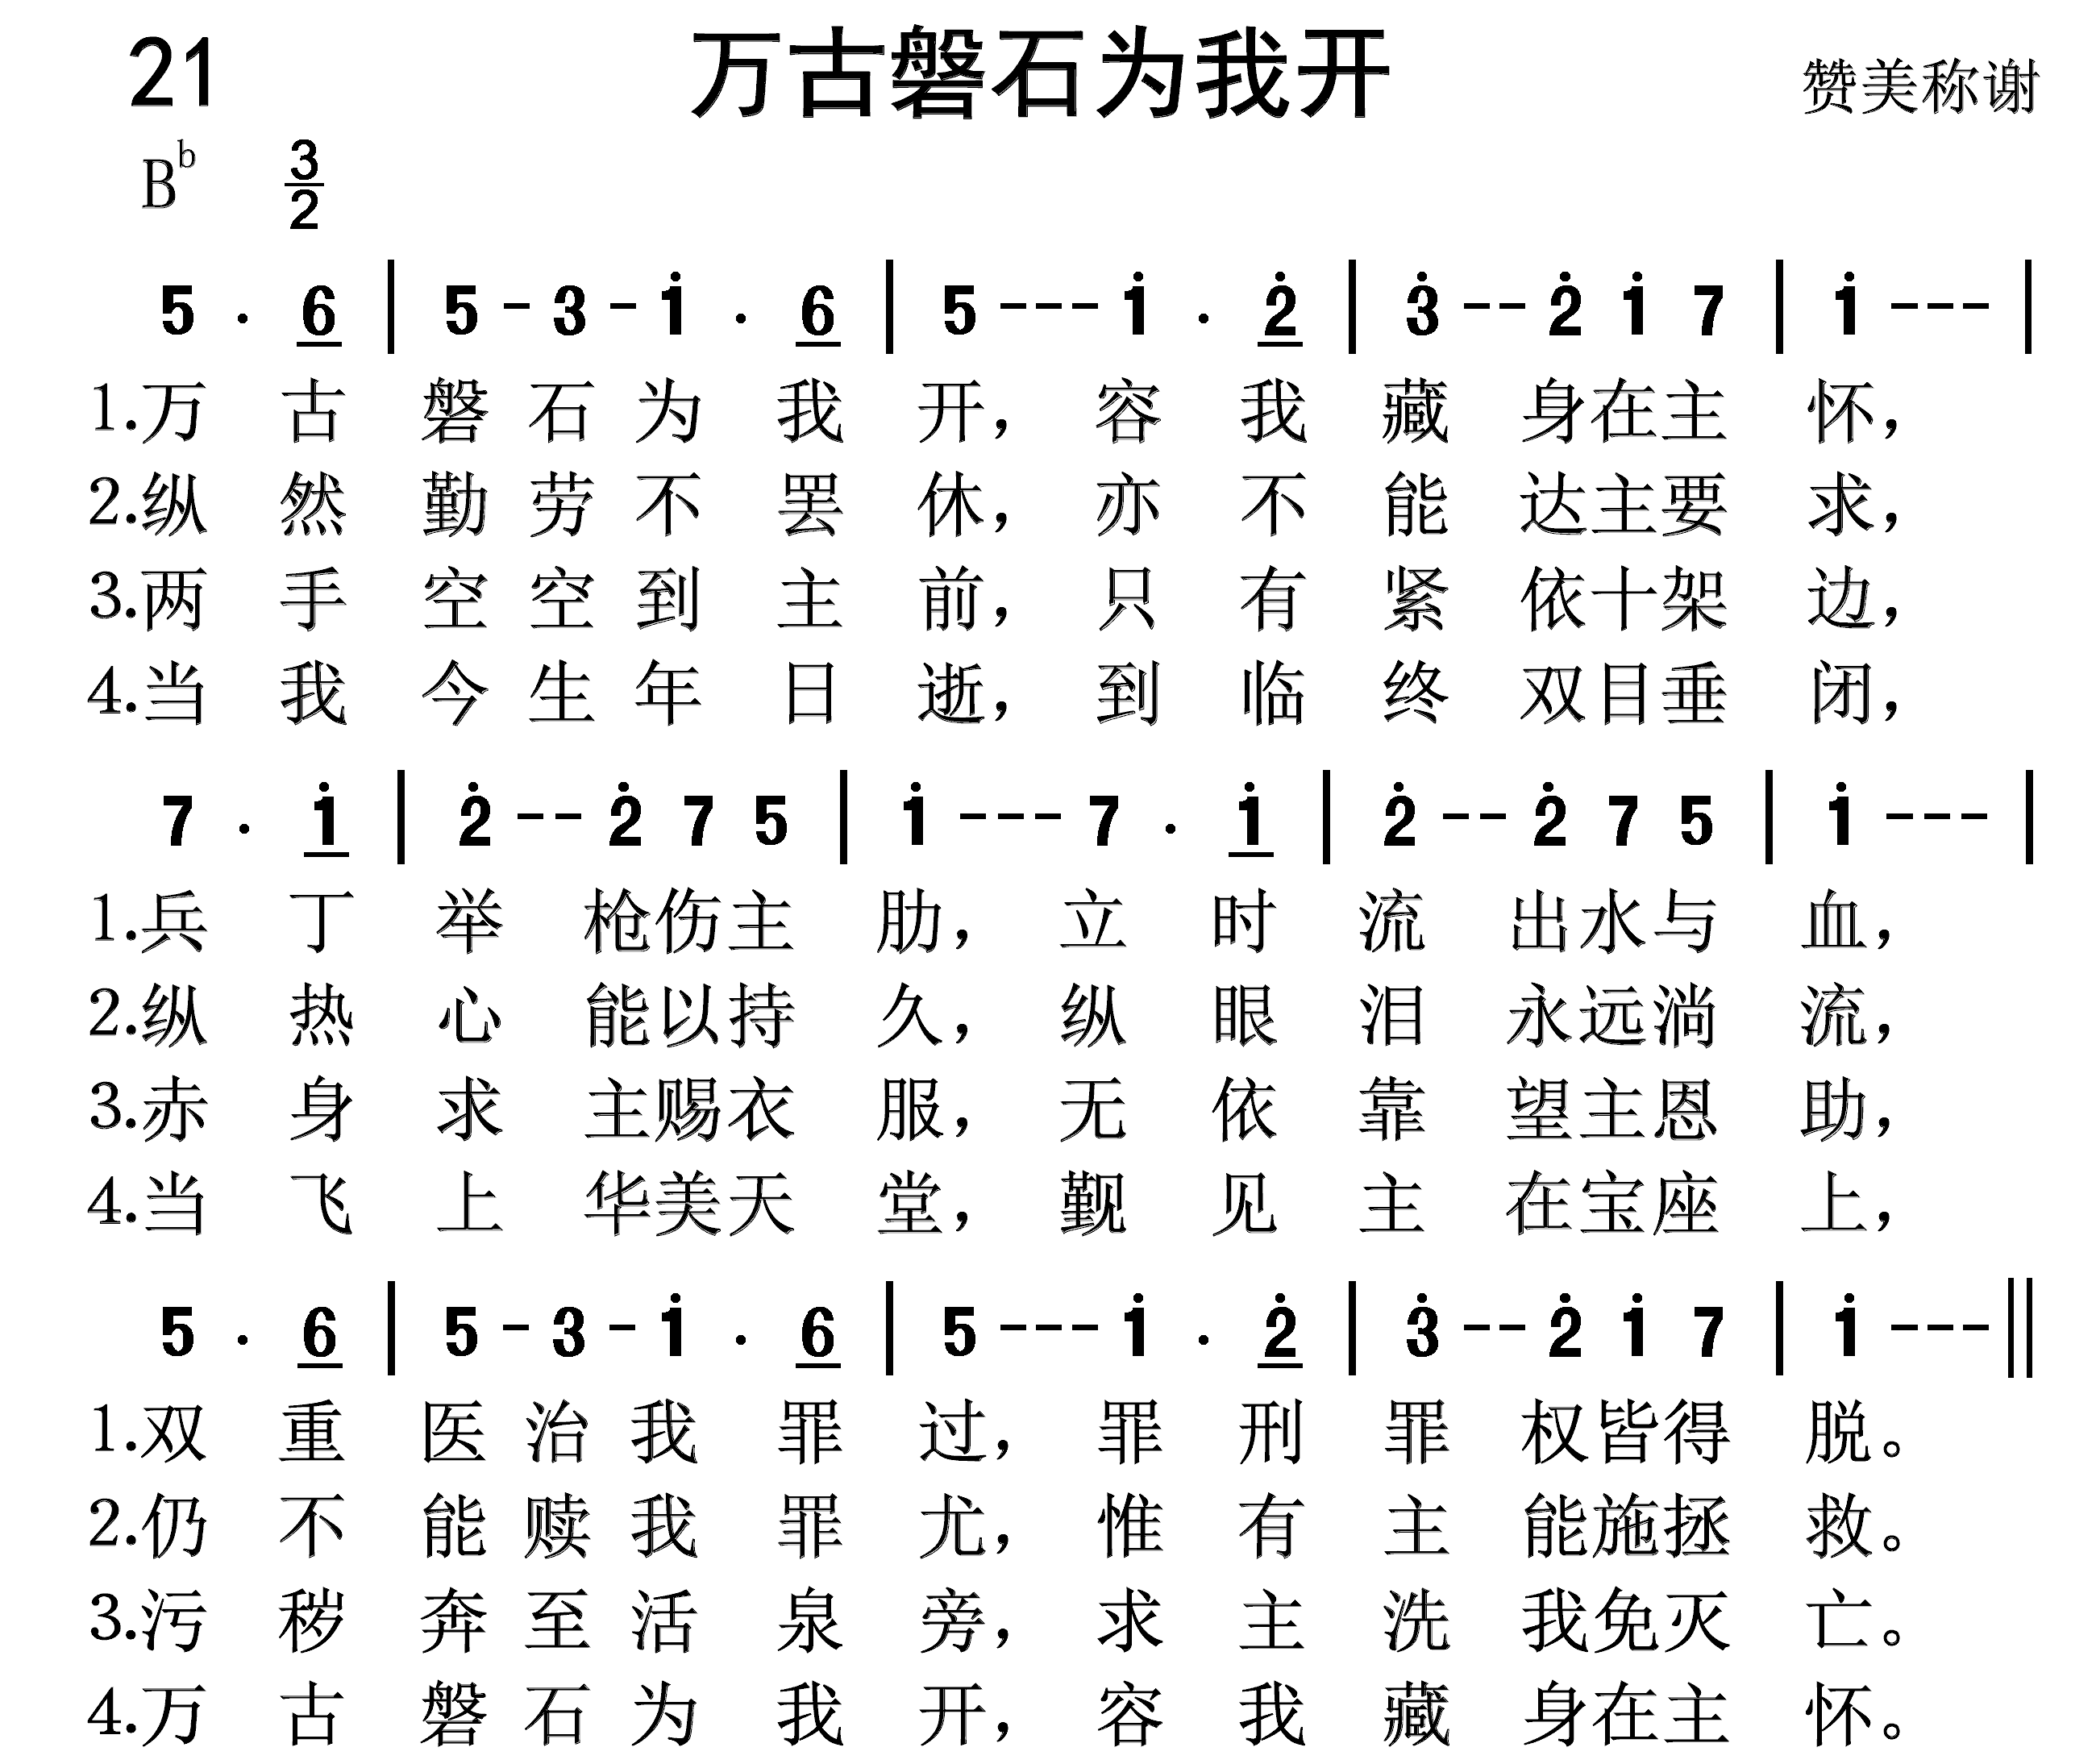 21 万古磐石为我开 赞美称谢
B♭ 3/2
5 · 6 | 5 - 3 - i · 6 | 5 - - - i · 2̇ | 3̇ - - 2̇ i 7 | i - - - |
1.万古磐石为我开，容我藏身在主怀，
2.纵然勤劳不罢休，亦不能达主要求，
3.两手空空到主前，只有紧依十架边，
4.当我今生年日逝，到临终双目垂闭，
7 · i | 2̇ - - 2̇ 7 5 | i - - - 7 · i | 2̇ - - 2̇ 7 5 | i - - - |
1.兵丁举枪伤主肋，立时流出水与血，
2.纵热心能以持久，纵眼泪永远淌流，
3.赤身求主赐衣服，无依靠望主恩助，
4.当飞上华美天堂，觐见主在宝座上，
5 · 6 | 5 - 3 - i · 6 | 5 - - - i · 2̇ | 3̇ - - 2̇ i 7 | i - - - ||
1.双重医治我罪过，罪刑罪权皆得脱。
2.仍不能赎我罪尤，惟有主能施拯救。
3.污秽奔至活泉旁，求主洗我免灭亡。
4.万古磐石为我开，容我藏身在主怀。